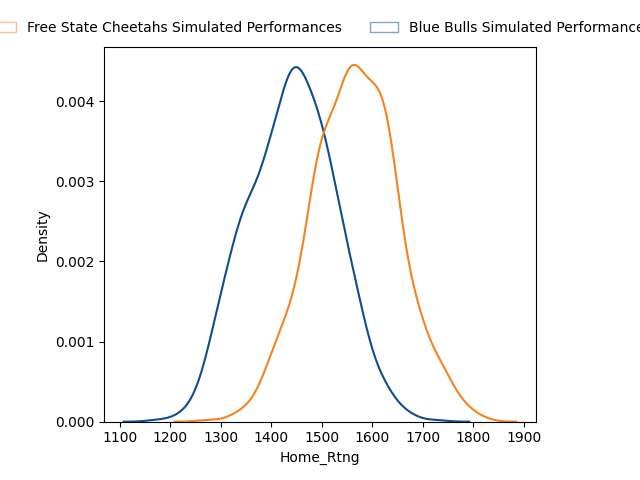 Free State Cheetahs Simulated Performances Blue Bulls Simulated Performance
0.004
0.003
0.002
0.001
0.000
Density
1100 1200 1300 1400 1500 1600 1700 1800 1900
Home_Rtng